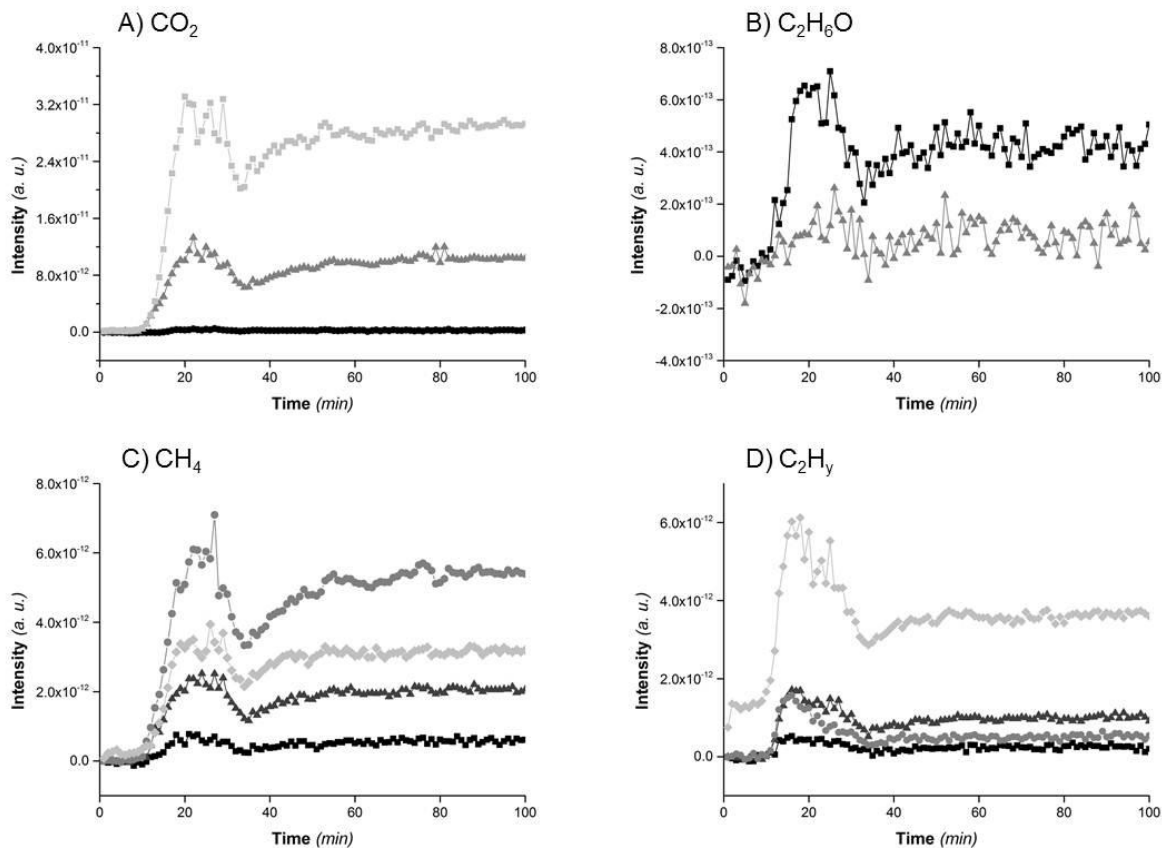 A) CO₂
4.0x10⁻¹¹
3.2x10⁻¹¹
2.4x10⁻¹¹
1.6x10⁻¹¹
8.0x10⁻¹²
0.0
Intensity (a. u.)
0 20 40 60 80 100
Time (min)
B) C₂H₆O
8.0x10⁻¹³
6.0x10⁻¹³
4.0x10⁻¹³
2.0x10⁻¹³
0.0
-2.0x10⁻¹³
-4.0x10⁻¹³
Intensity (a. u.)
0 20 40 60 80 100
Time (min)
C) CH₄
8.0x10⁻¹²
6.0x10⁻¹²
4.0x10⁻¹²
2.0x10⁻¹²
0.0
Intensity (a. u.)
0 20 40 60 80 100
Time (min)
D) C₂Hᵧ
6.0x10⁻¹²
4.0x10⁻¹²
2.0x10⁻¹²
0.0
Intensity (a. u.)
0 20 40 60 80 100
Time (min)